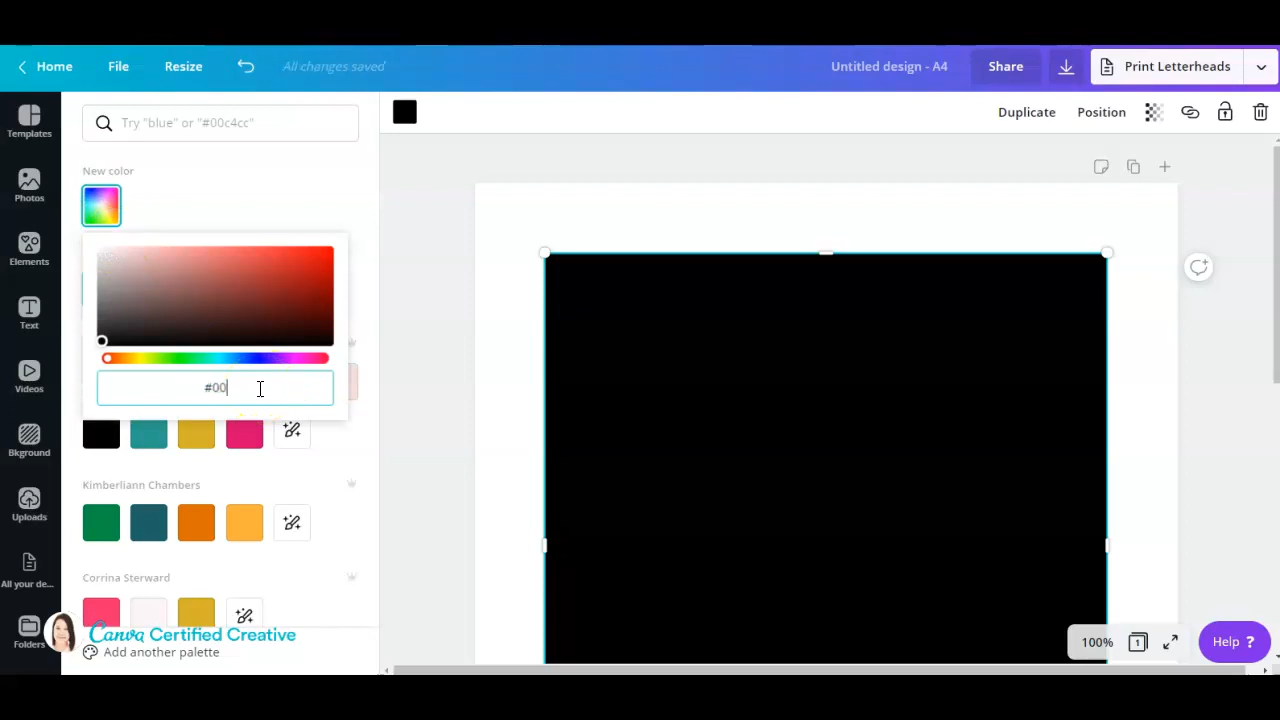 Home
File
Resize
All changes saved
Untitled design - A4
Share
Print Letterheads
Templates
Photos
Elements
Text
Videos
Bkground
Uploads
All your de...
Folders
Try "blue" or "#00c4cc"
New color
#00
Kimberliann Chambers
Corrina Sterward
Canva Certified Creative
Add another palette
Duplicate
Position
100%
1
Help ?